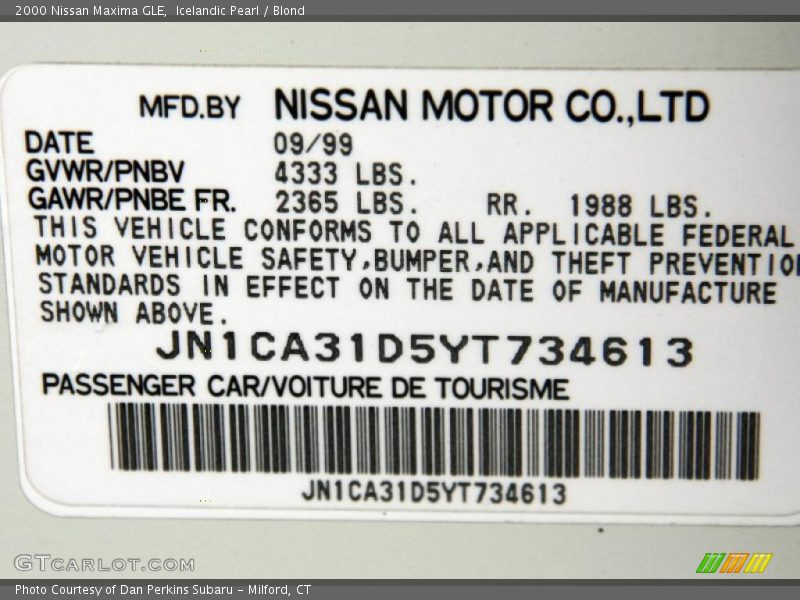 2000 Nissan Maxima GLE,  Icelandic Pearl / Blond
MFD.BY NISSAN MOTOR CO.,LTD
DATE 09/99
GVWR/PNBV 4333 LBS.
GAWR/PNBE FR. 2365 LBS. RR. 1988 LBS.
THIS VEHICLE CONFORMS TO ALL APPLICABLE FEDERAL
MOTOR VEHICLE SAFETY,BUMPER,AND THEFT PREVENTION
STANDARDS IN EFFECT ON THE DATE OF MANUFACTURE
SHOWN ABOVE.
JN1CA31D5YT734613
PASSENGER CAR/VOITURE DE TOURISME
JN1CA31D5YT734613
GTCARLOT.COM
Photo Courtesy of Dan Perkins Subaru - Milford, CT